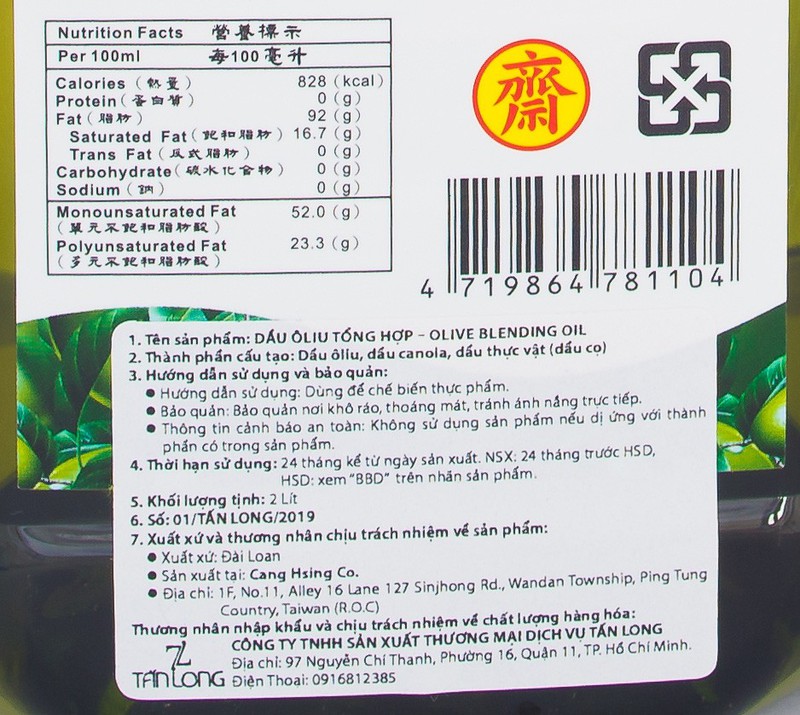 Nutrition Facts 營養標示
Per 100ml 每100毫升
Calories (熱量) 828 (kcal)
Protein (蛋白質) 0 (g)
Fat (脂肪) 92 (g)
Saturated Fat (飽和脂肪) 16.7 (g)
Trans Fat (反式脂肪) 0 (g)
Carbohydrate (碳水化合物) 0 (g)
Sodium (鈉) 0 (g)
Monounsaturated Fat 52.0 (g)
(單元不飽和脂肪酸)
Polyunsaturated Fat 23.3 (g)
(多元不飽和脂肪酸)
齋
4 719864 781104
1. Tên sản phẩm: DẦU ÔLIU TỔNG HỢP – OLIVE BLENDING OIL
2. Thành phần cấu tạo: Dầu ôliu, dầu canola, dầu thực vật (dầu cọ)
3. Hướng dẫn sử dụng và bảo quản:
● Hướng dẫn sử dụng: Dùng để chế biến thực phẩm.
● Bảo quản: Bảo quản nơi khô ráo, thoáng mát, tránh ánh nắng trực tiếp.
● Thông tin cảnh báo an toàn: Không sử dụng sản phẩm nếu dị ứng với thành
phần có trong sản phẩm.
4. Thời hạn sử dụng: 24 tháng kể từ ngày sản xuất. NSX: 24 tháng trước HSD,
HSD: xem "BBD" trên nhãn sản phẩm.
5. Khối lượng tịnh: 2 Lít
6. Số: 01/TẤN LONG/2019
7. Xuất xứ và thương nhân chịu trách nhiệm về sản phẩm:
● Xuất xứ: Đài Loan
● Sản xuất tại: Cang Hsing Co.
● Địa chỉ: 1F, No.11, Alley 16 Lane 127 Sinjhong Rd., Wandan Township, Ping Tung
Country, Taiwan (R.O.C)
Thương nhân nhập khẩu và chịu trách nhiệm về chất lượng hàng hóa:
CÔNG TY TNHH SẢN XUẤT THƯƠNG MẠI DỊCH VỤ TẤN LONG
Địa chỉ: 97 Nguyễn Chí Thanh, Phường 16, Quận 11, TP. Hồ Chí Minh.
TẤN LONG Điện Thoại: 0916812385